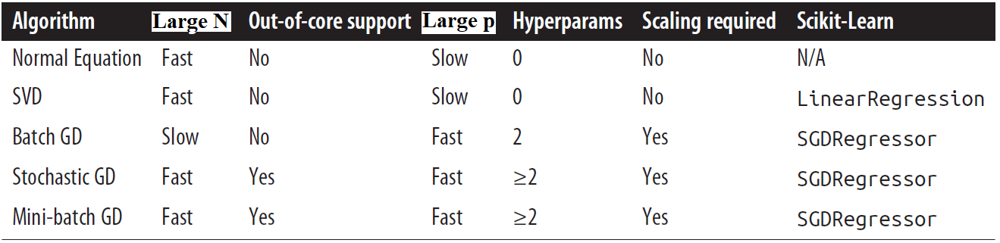 Algorithm Large N Out-of-core support Large p Hyperparams Scaling required Scikit-Learn
Normal Equation Fast No Slow 0 No N/A
SVD Fast No Slow 0 No LinearRegression
Batch GD Slow No Fast 2 Yes SGDRegressor
Stochastic GD Fast Yes Fast ≥2 Yes SGDRegressor
Mini-batch GD Fast Yes Fast ≥2 Yes SGDRegressor